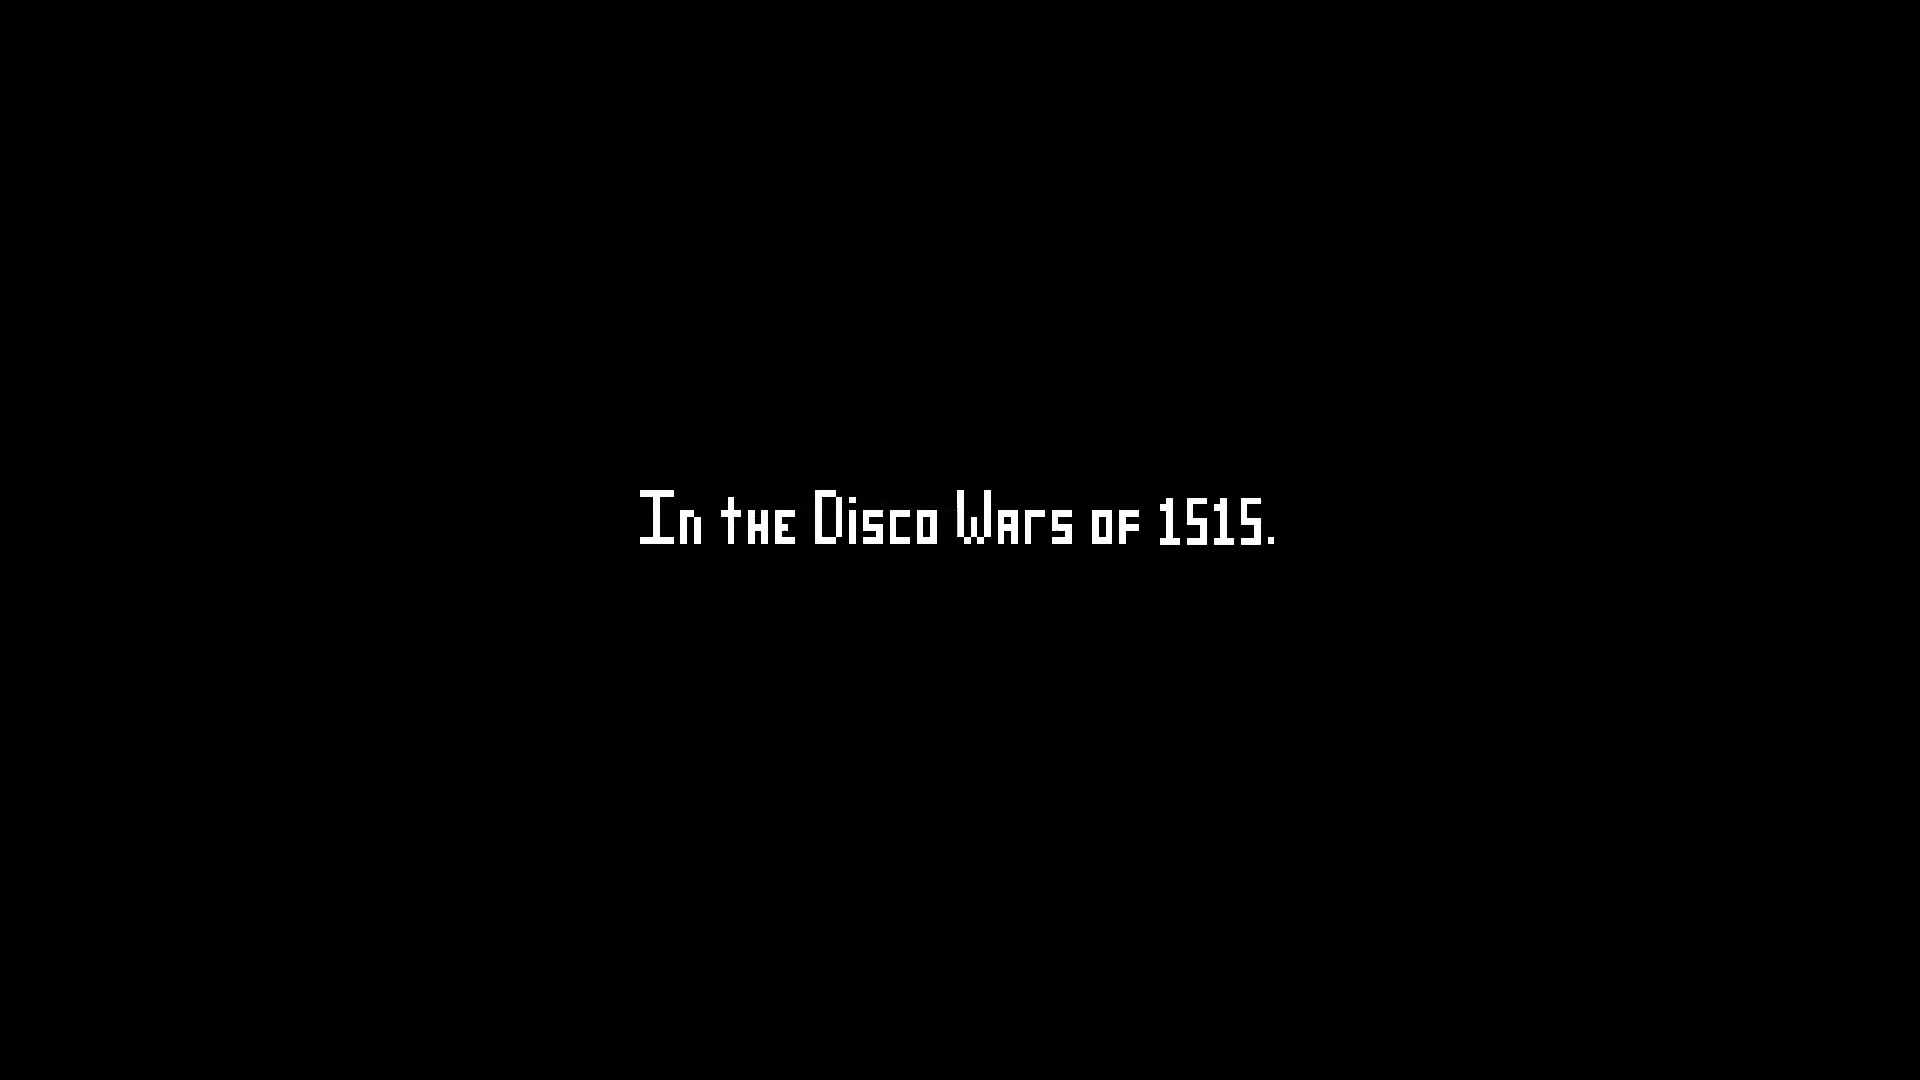 In the Disco Wars of 1515.